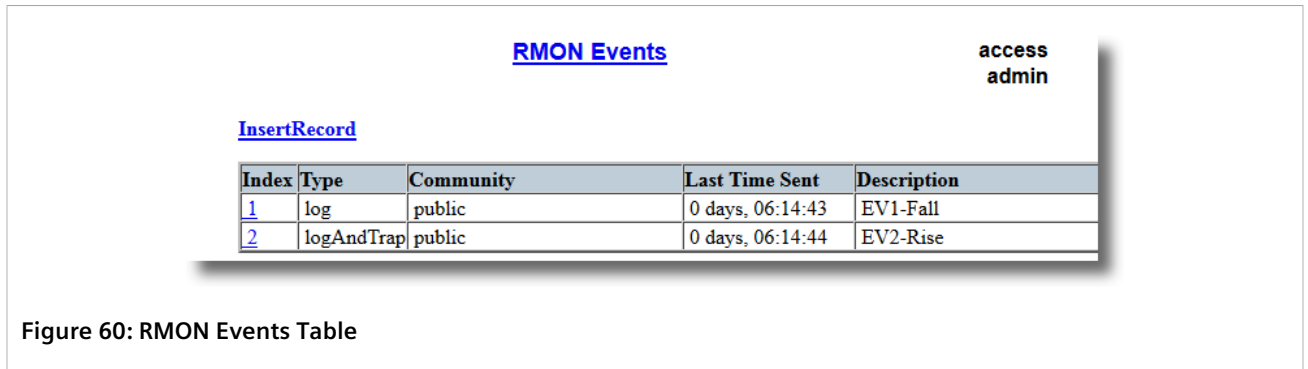 RMON Events
access
admin
InsertRecord
Index Type Community Last Time Sent Description
1 log public 0 days, 06:14:43 EV1-Fall
2 logAndTrap public 0 days, 06:14:44 EV2-Rise
Figure 60: RMON Events Table